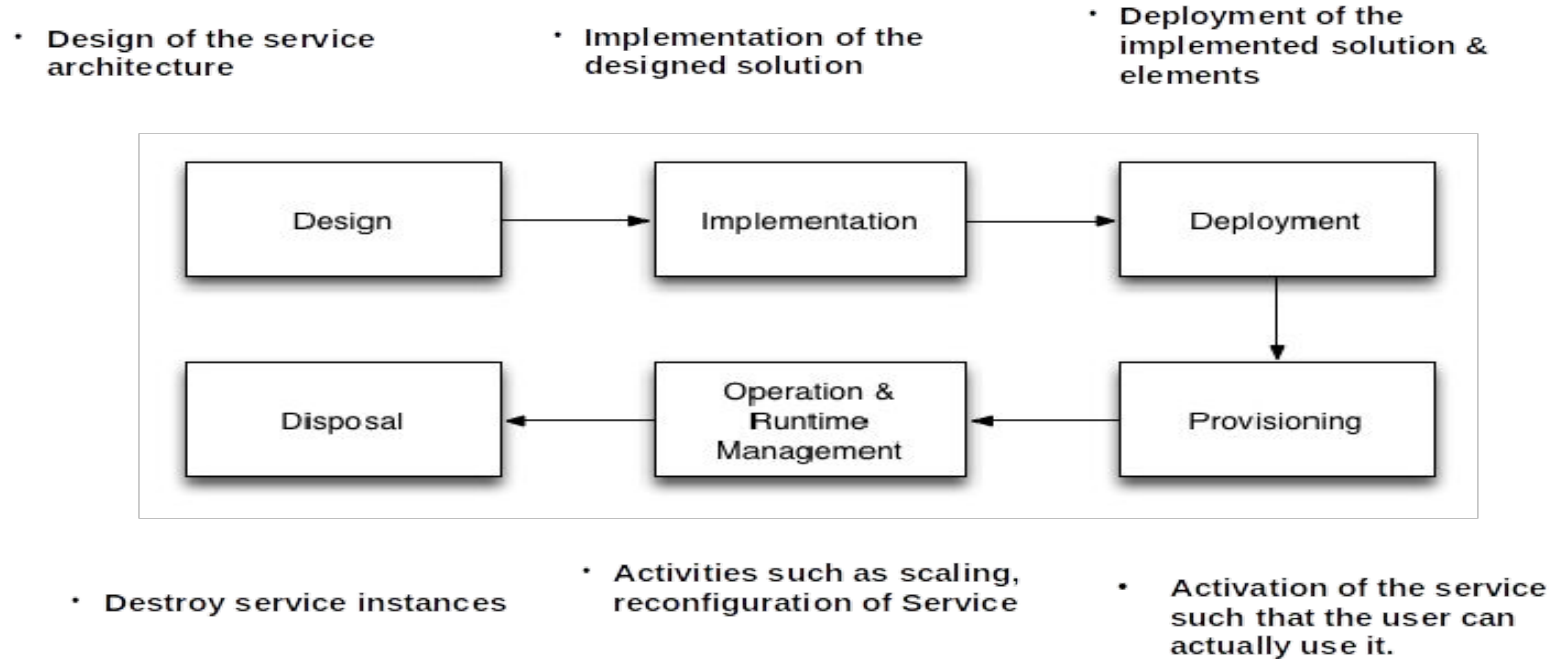 • Design of the service
architecture
• Implementation of the
designed solution
• Deployment of the
implemented solution &
elements
Design
Implementation
Deployment
Disposal
Operation &
Runtime
Management
Provisioning
• Destroy service instances
• Activities such as scaling,
reconfiguration of Service
• Activation of the service
such that the user can
actually use it.